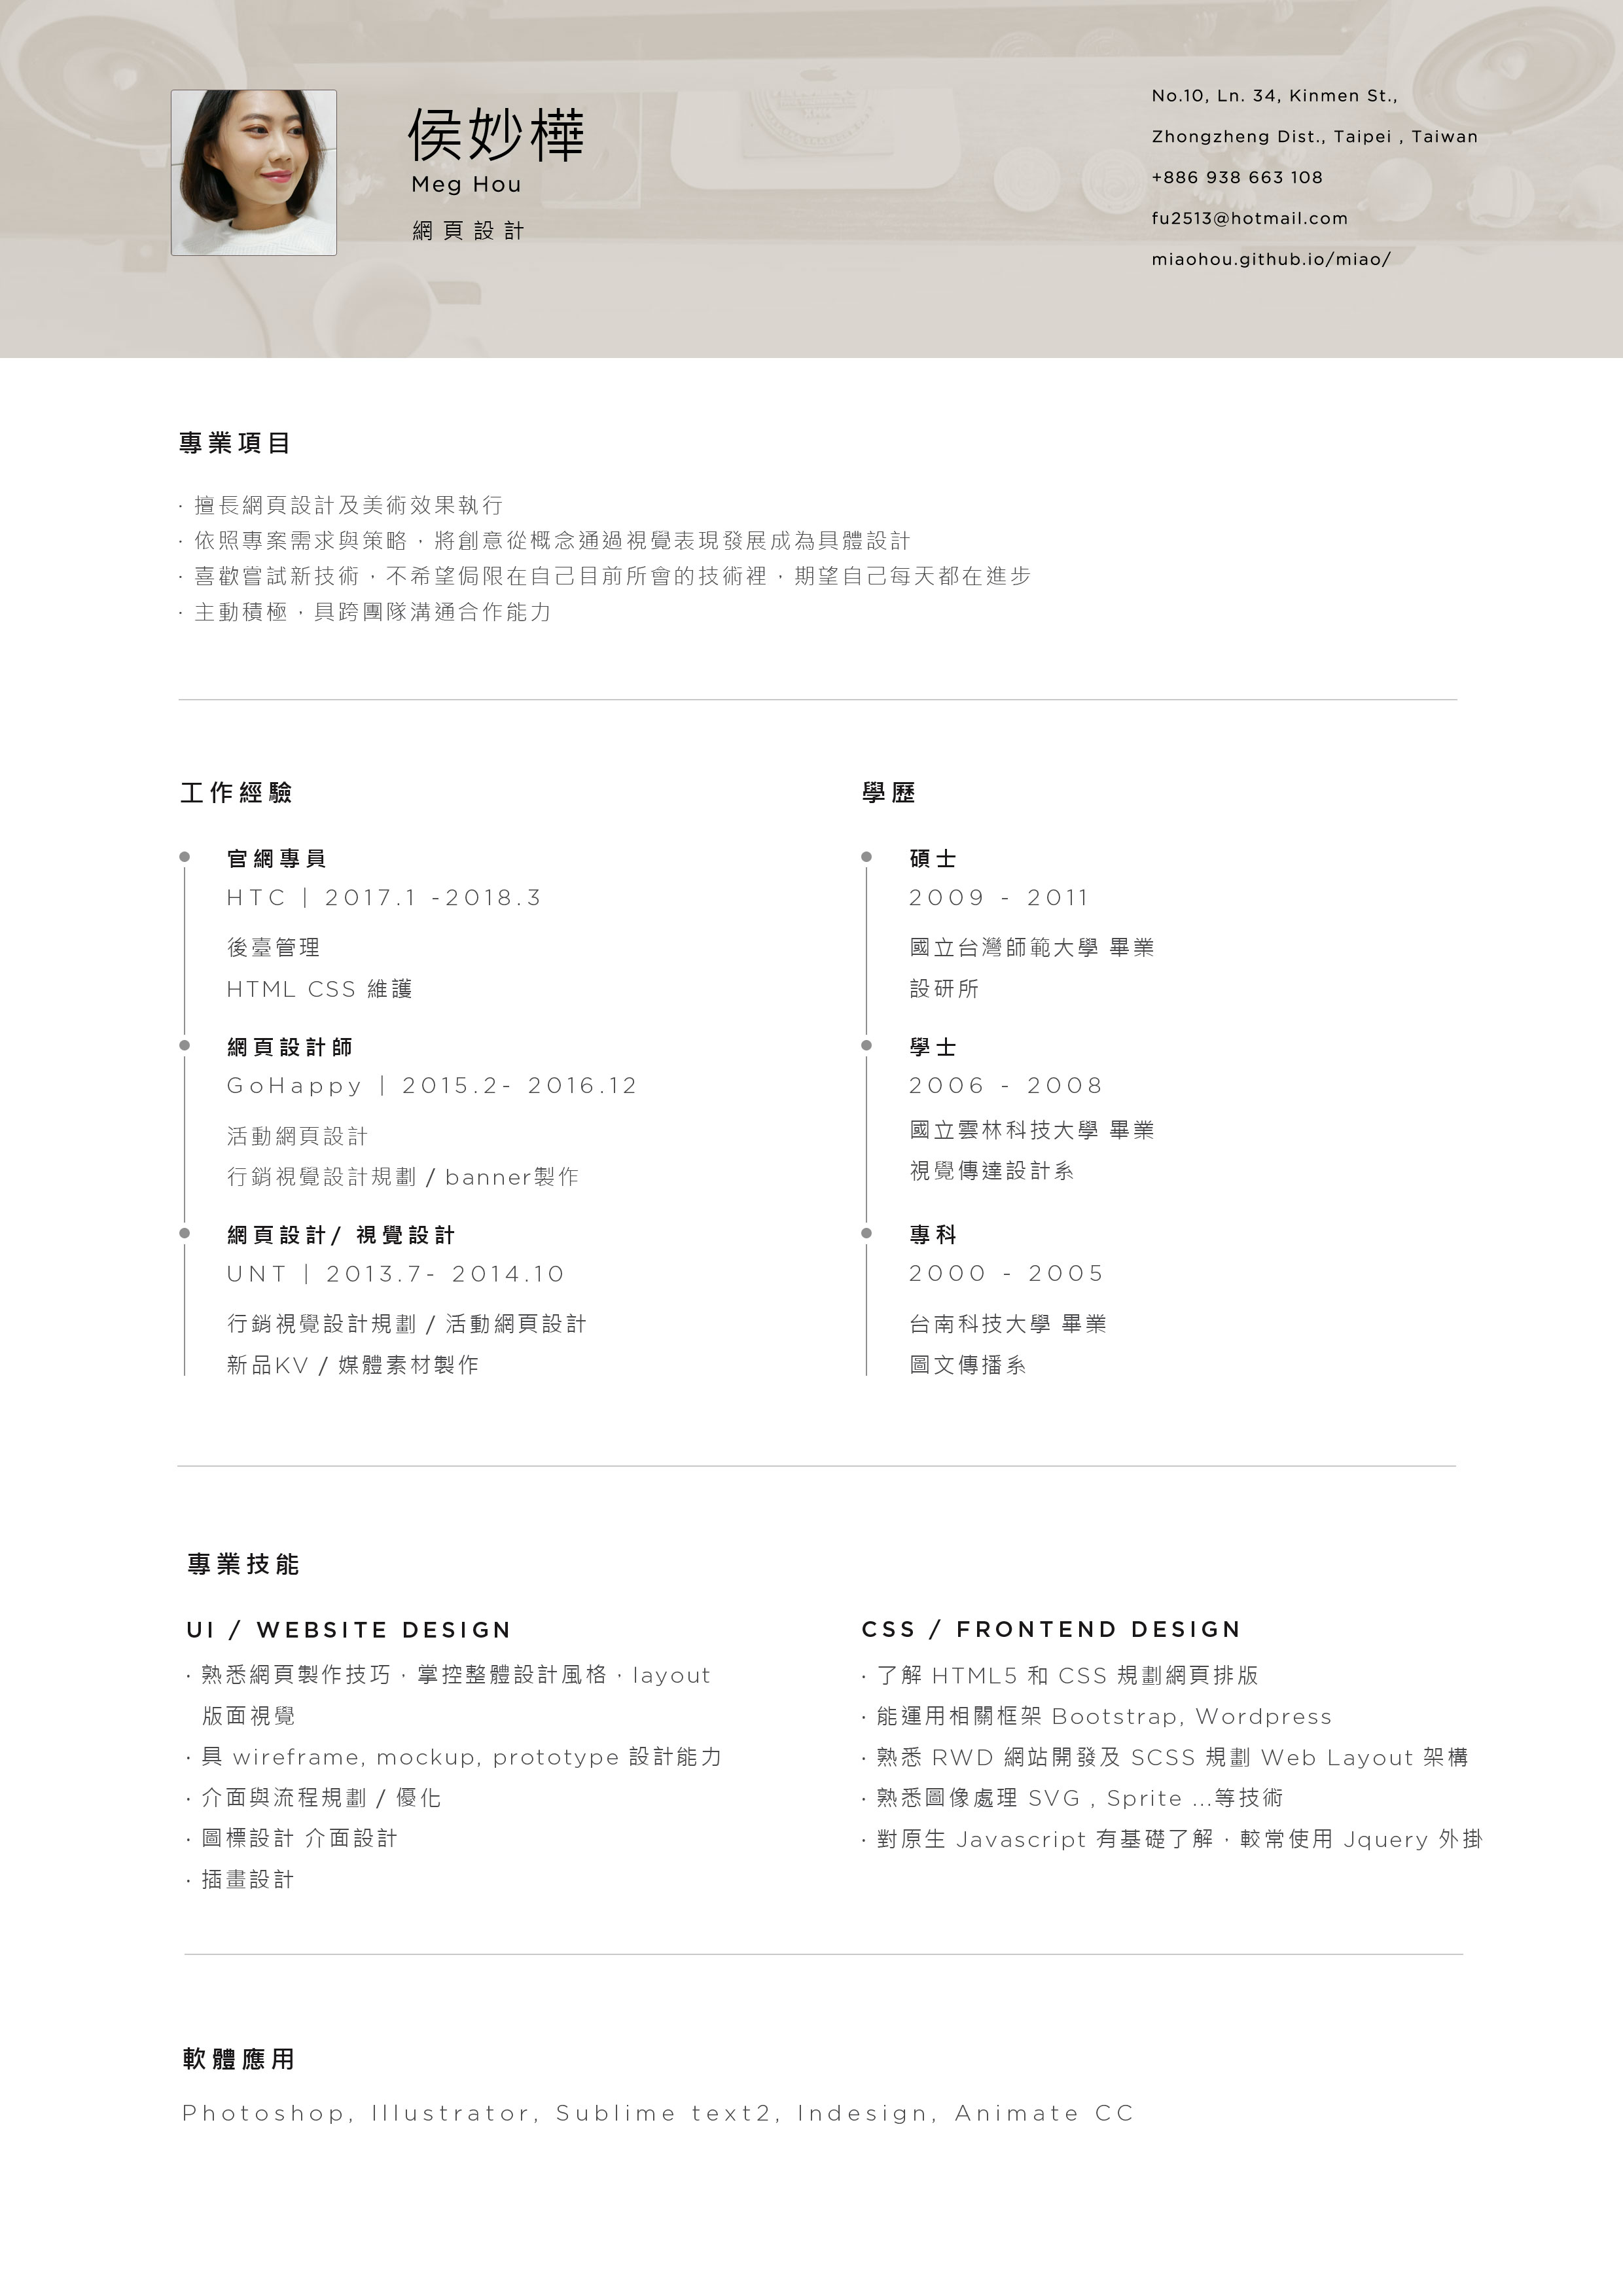 侯妙樺
Meg Hou
網頁設計
No.10, Ln. 34, Kinmen St.,
Zhongzheng Dist., Taipei , Taiwan
+886 938 663 108
fu2513@hotmail.com
miaohou.github.io/miao/
專業項目
· 擅長網頁設計及美術效果執行
· 依照專案需求與策略，將創意從概念通過視覺表現發展成為具體設計
· 喜歡嘗試新技術，不希望侷限在自己目前所會的技術裡，期望自己每天都在進步
· 主動積極，具跨團隊溝通合作能力
工作經驗
官網專員
HTC | 2017.1 -2018.3
後臺管理
HTML CSS 維護
網頁設計師
GoHappy | 2015.2- 2016.12
活動網頁設計
行銷視覺設計規劃 / banner製作
網頁設計/ 視覺設計
UNT | 2013.7- 2014.10
行銷視覺設計規劃 / 活動網頁設計
新品KV / 媒體素材製作
學歷
碩士
2009 - 2011
國立台灣師範大學 畢業
設研所
學士
2006 - 2008
國立雲林科技大學 畢業
視覺傳達設計系
專科
2000 - 2005
台南科技大學 畢業
圖文傳播系
專業技能
UI / WEBSITE DESIGN
· 熟悉網頁製作技巧，掌控整體設計風格，layout
版面視覺
· 具 wireframe, mockup, prototype 設計能力
· 介面與流程規劃 / 優化
· 圖標設計 介面設計
· 插畫設計
CSS / FRONTEND DESIGN
· 了解 HTML5 和 CSS 規劃網頁排版
· 能運用相關框架 Bootstrap, Wordpress
· 熟悉 RWD 網站開發及 SCSS 規劃 Web Layout 架構
· 熟悉圖像處理 SVG , Sprite ...等技術
· 對原生 Javascript 有基礎了解，較常使用 Jquery 外掛
軟體應用
Photoshop, Illustrator, Sublime text2, Indesign, Animate CC